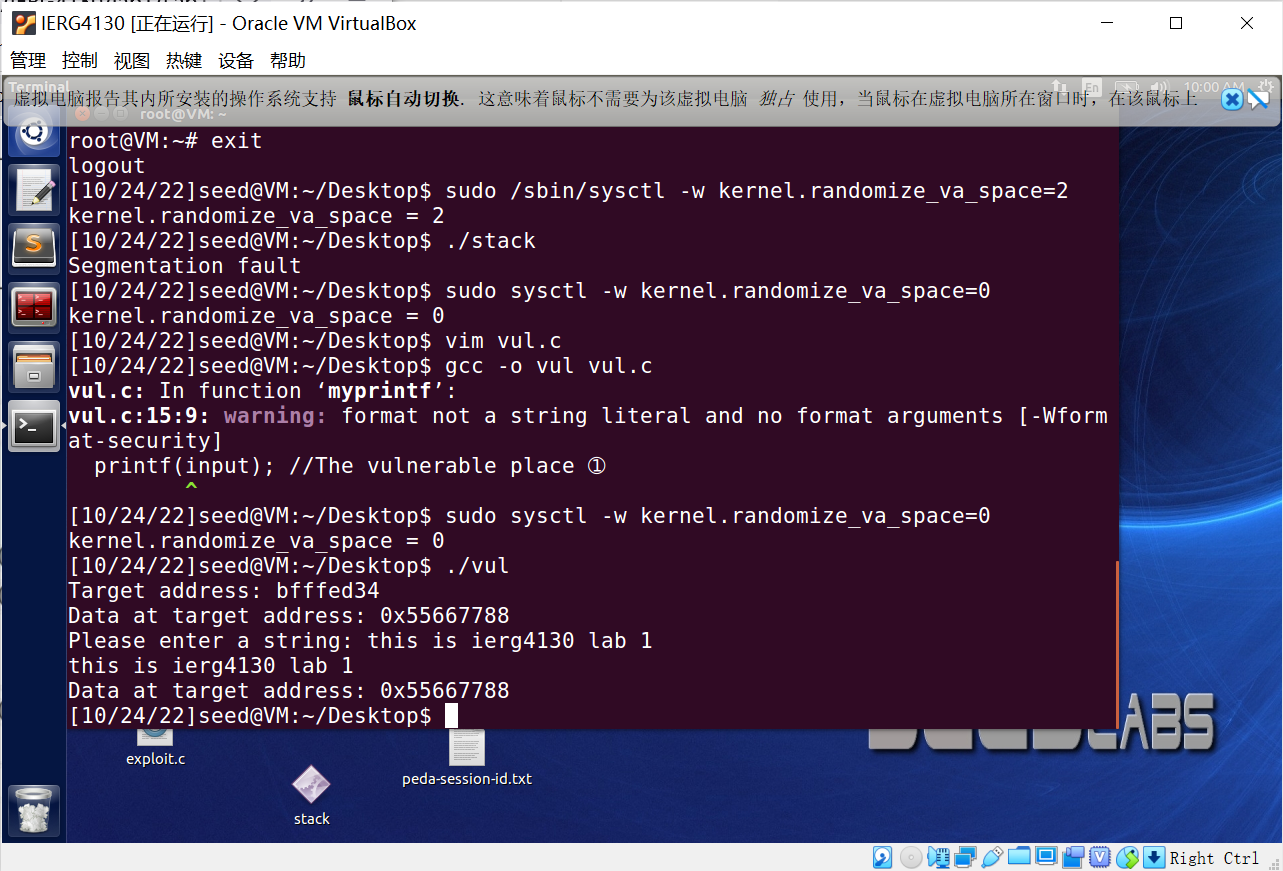 IERG4130 [正在运行] - Oracle VM VirtualBox
管理 控制 视图 热键 设备 帮助
Terminal
En 10:00 AM
虚拟电脑报告其内所安装的操作系统支持 鼠标自动切换. 这意味着鼠标不需要为该虚拟电脑 独占 使用，当鼠标在虚拟电脑所在窗口时，在该鼠标上
root@VM: ~
root@VM:~# exit
logout
[10/24/22]seed@VM:~/Desktop$ sudo /sbin/sysctl -w kernel.randomize_va_space=2
kernel.randomize_va_space = 2
[10/24/22]seed@VM:~/Desktop$ ./stack
Segmentation fault
[10/24/22]seed@VM:~/Desktop$ sudo sysctl -w kernel.randomize_va_space=0
kernel.randomize_va_space = 0
[10/24/22]seed@VM:~/Desktop$ vim vul.c
[10/24/22]seed@VM:~/Desktop$ gcc -o vul vul.c
vul.c: In function ‘myprintf’:
vul.c:15:9: warning: format not a string literal and no format arguments [-Wform
at-security]
printf(input); //The vulnerable place ①
^
[10/24/22]seed@VM:~/Desktop$ sudo sysctl -w kernel.randomize_va_space=0
kernel.randomize_va_space = 0
[10/24/22]seed@VM:~/Desktop$ ./vul
Target address: bfffed34
Data at target address: 0x55667788
Please enter a string: this is ierg4130 lab 1
this is ierg4130 lab 1
Data at target address: 0x55667788
[10/24/22]seed@VM:~/Desktop$
ABS
exploit.c
peda-session-id.txt
stack
Right Ctrl